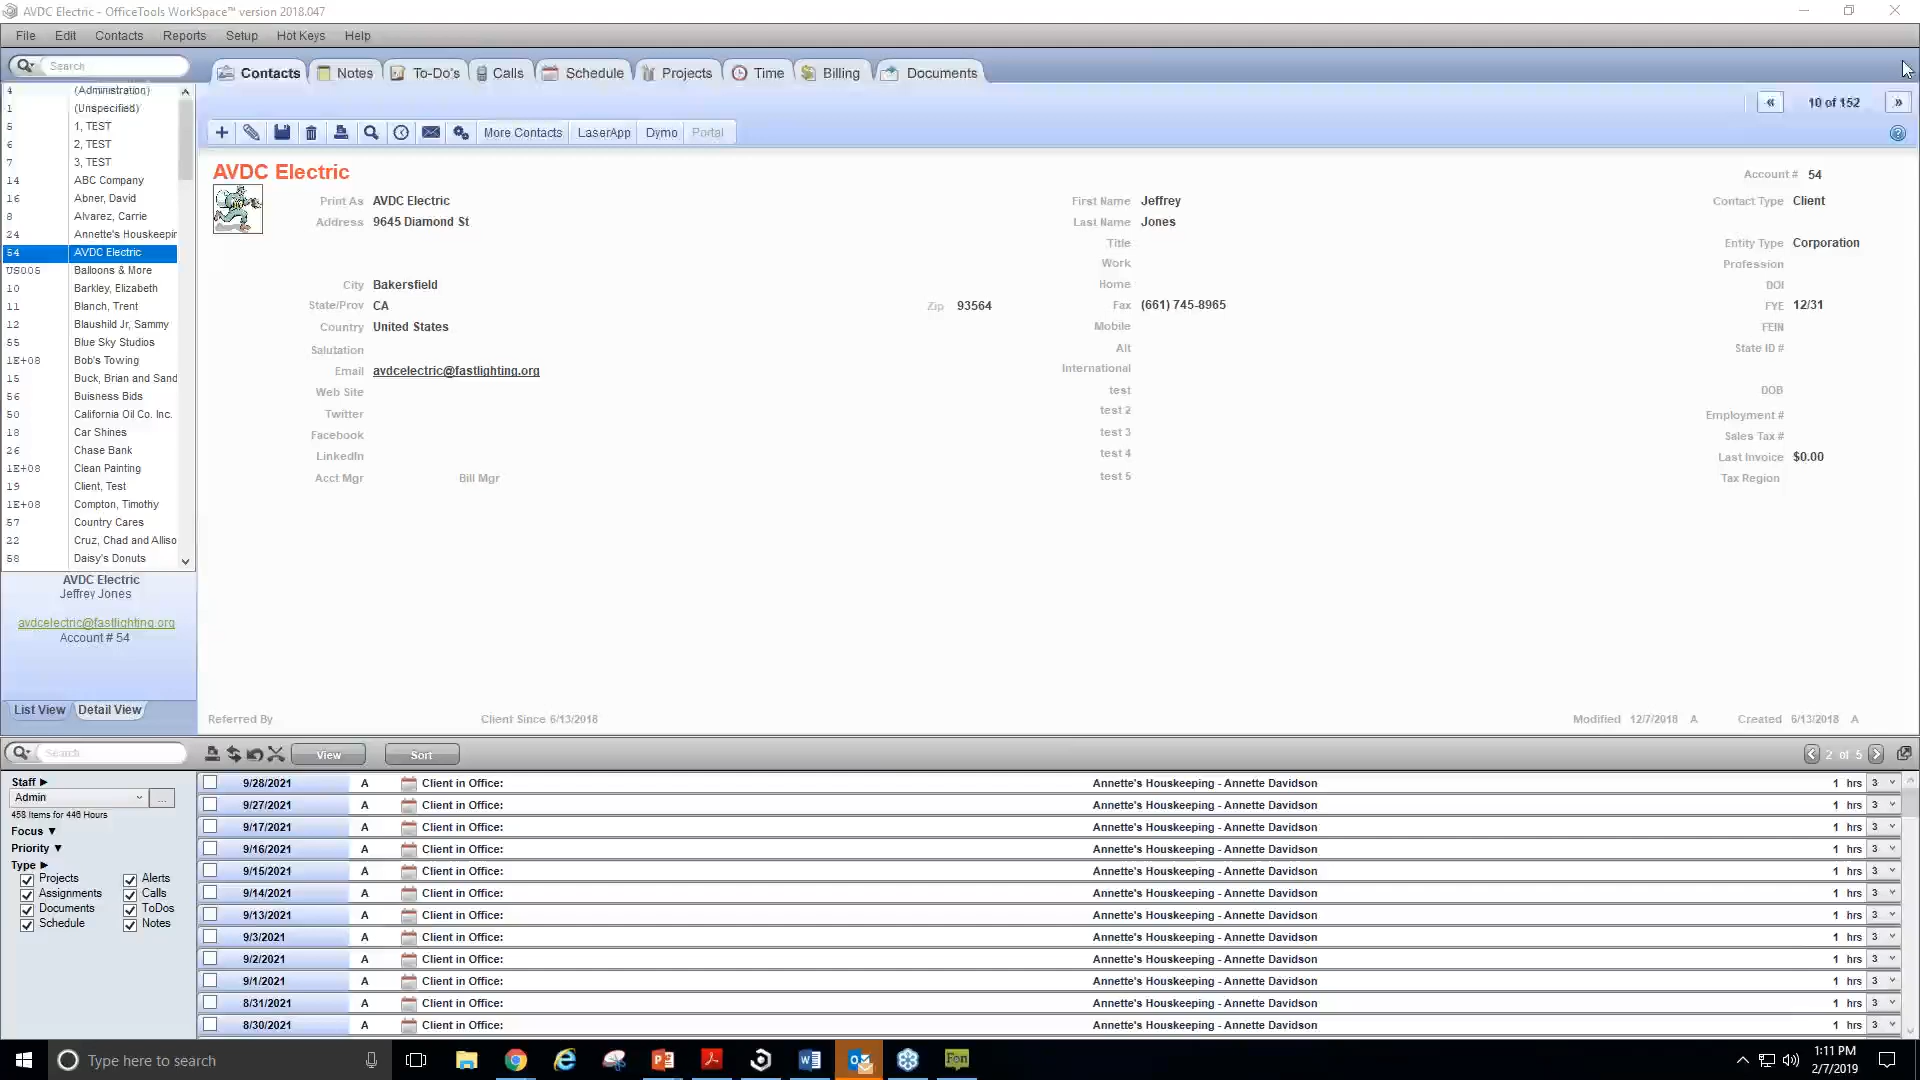 AVDC Electric - OfficeTools WorkSpace™ version 2018.047
File Edit Contacts Reports Setup Hot Keys Help
Search
Contacts Notes To-Do's Calls Schedule Projects Time Billing Documents
« 10 of 152 »
More Contacts LaserApp Dymo Portal
4 (Administration)
1 (Unspecified)
5 1, TEST
6 2, TEST
7 3, TEST
14 ABC Company
16 Abner, David
8 Alvarez, Carrie
24 Annette's Houskeepir
54 AVDC Electric
US005 Balloons & More
10 Barkley, Elizabeth
11 Blanch, Trent
12 Blaushild Jr, Sammy
55 Blue Sky Studios
1E+08 Bob's Towing
15 Buck, Brian and Sand
56 Buisness Bids
50 California Oil Co. Inc.
18 Car Shines
26 Chase Bank
1E+08 Clean Painting
19 Client, Test
1E+08 Compton, Timothy
57 Country Cares
22 Cruz, Chad and Alliso
58 Daisy's Donuts
AVDC Electric
Jeffrey Jones
avdcelectric@fastlighting.org
Account # 54
List View Detail View
AVDC Electric
Account # 54
Print As AVDC Electric First Name Jeffrey Contact Type Client
Address 9645 Diamond St Last Name Jones
Title Entity Type Corporation
Work Profession
City Bakersfield Home DOI
State/Prov CA Zip 93564 Fax (661) 745-8965 FYE 12/31
Country United States Mobile FEIN
Salutation Alt State ID #
Email avdcelectric@fastlighting.org International
Web Site test DOB
Twitter test 2 Employment #
Facebook test 3 Sales Tax #
LinkedIn test 4 Last Invoice $0.00
Acct Mgr Bill Mgr test 5 Tax Region
Referred By Client Since 6/13/2018 Modified 12/7/2018 A Created 6/13/2018 A
Search View Sort 2 of 5
Staff
Admin ...
458 Items for 446 Hours
Focus
Priority
Type
Projects Alerts
Assignments Calls
Documents ToDos
Schedule Notes
9/28/2021 A Client in Office: Annette's Houskeeping - Annette Davidson 1 hrs 3
9/27/2021 A Client in Office: Annette's Houskeeping - Annette Davidson 1 hrs 3
9/17/2021 A Client in Office: Annette's Houskeeping - Annette Davidson 1 hrs 3
9/16/2021 A Client in Office: Annette's Houskeeping - Annette Davidson 1 hrs 3
9/15/2021 A Client in Office: Annette's Houskeeping - Annette Davidson 1 hrs 3
9/14/2021 A Client in Office: Annette's Houskeeping - Annette Davidson 1 hrs 3
9/13/2021 A Client in Office: Annette's Houskeeping - Annette Davidson 1 hrs 3
9/3/2021 A Client in Office: Annette's Houskeeping - Annette Davidson 1 hrs 3
9/2/2021 A Client in Office: Annette's Houskeeping - Annette Davidson 1 hrs 3
9/1/2021 A Client in Office: Annette's Houskeeping - Annette Davidson 1 hrs 3
8/31/2021 A Client in Office: Annette's Houskeeping - Annette Davidson 1 hrs 3
8/30/2021 A Client in Office: Annette's Houskeeping - Annette Davidson 1 hrs 3
Type here to search
Fon
1:11 PM
2/7/2019